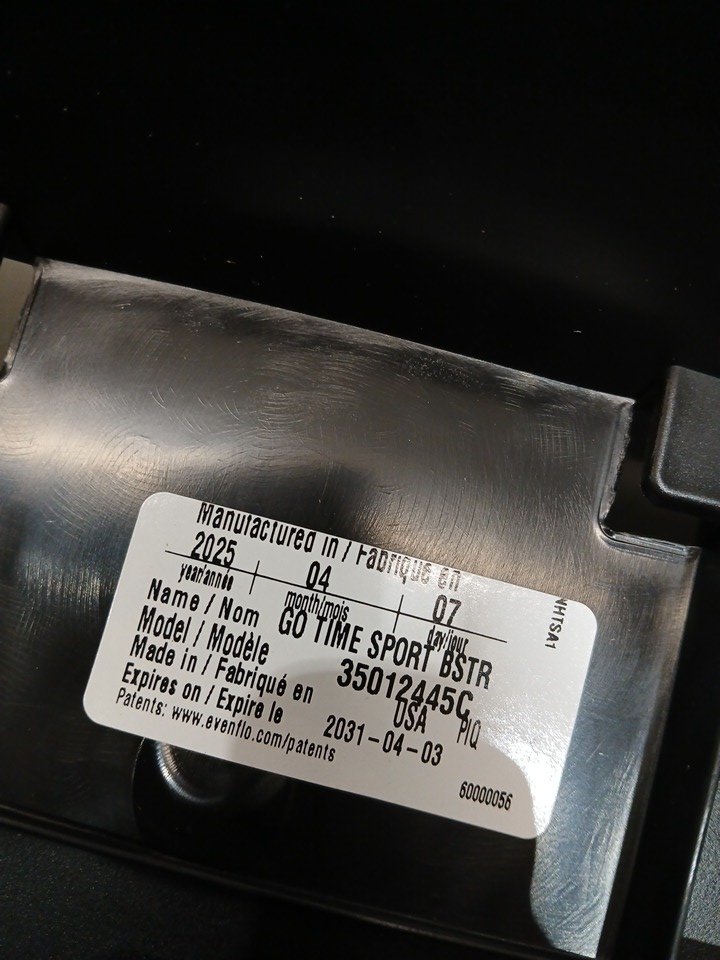 Manufactured in / Fabriqué en
2025 04 07
year/année month/mois day/jour
Name / Nom GO TIME SPORT BSTR
Model / Modèle 35012445C
Made in / Fabriqué en USA PIQ
Expires on / Expire le 2031-04-03
Patents: www.evenflo.com/patents
60000056
NHTSA1